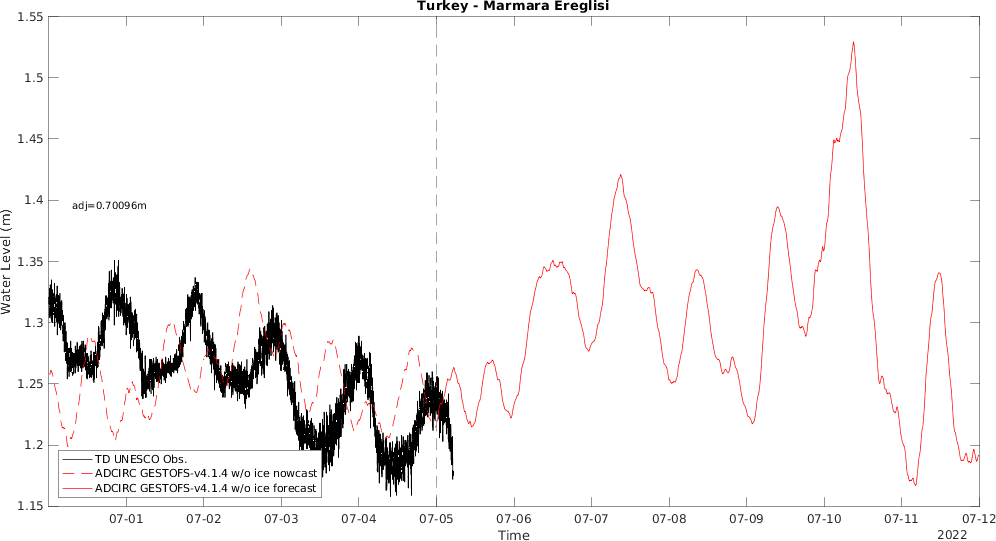 Turkey - Marmara Ereglisi
1.55
1.5
1.45
1.4
1.35
1.3
1.25
1.2
1.15
Water Level (m)
adj=0.70096m
TD UNESCO Obs.
ADCIRC GESTOFS-v4.1.4 w/o ice nowcast
ADCIRC GESTOFS-v4.1.4 w/o ice forecast
07-01 07-02 07-03 07-04 07-05 07-06 07-07 07-08 07-09 07-10 07-11 07-12
Time
2022